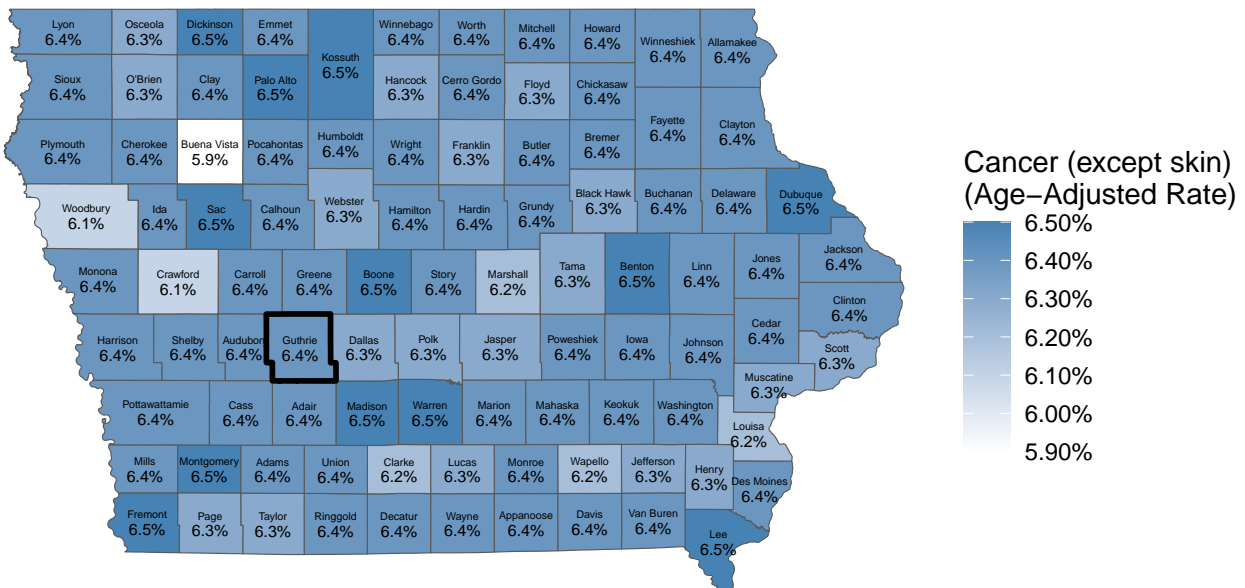 Lyon
6.4%
Osceola
6.3%
Dickinson
6.5%
Emmet
6.4%
Kossuth
6.5%
Winnebago
6.4%
Worth
6.4%
Mitchell
6.4%
Howard
6.4%
Winneshiek
6.4%
Allamakee
6.4%
Sioux
6.4%
O'Brien
6.3%
Clay
6.4%
Palo Alto
6.5%
Hancock
6.3%
Cerro Gordo
6.4%
Floyd
6.3%
Chickasaw
6.4%
Fayette
6.4%
Clayton
6.4%
Plymouth
6.4%
Cherokee
6.4%
Buena Vista
5.9%
Pocahontas
6.4%
Humboldt
6.4%
Wright
6.4%
Franklin
6.3%
Butler
6.4%
Bremer
6.4%
Woodbury
6.1%
Ida
6.4%
Sac
6.5%
Calhoun
6.4%
Webster
6.3%
Hamilton
6.4%
Hardin
6.4%
Grundy
6.4%
Black Hawk
6.3%
Buchanan
6.4%
Delaware
6.4%
Dubuque
6.5%
Monona
6.4%
Crawford
6.1%
Carroll
6.4%
Greene
6.4%
Boone
6.5%
Story
6.4%
Marshall
6.2%
Tama
6.3%
Benton
6.5%
Linn
6.4%
Jones
6.4%
Jackson
6.4%
Clinton
6.4%
Harrison
6.4%
Shelby
6.4%
Audubon
6.4%
Guthrie
6.4%
Dallas
6.3%
Polk
6.3%
Jasper
6.3%
Poweshiek
6.4%
Iowa
6.4%
Johnson
6.4%
Cedar
6.4%
Scott
6.3%
Muscatine
6.3%
Pottawattamie
6.4%
Cass
6.4%
Adair
6.4%
Madison
6.5%
Warren
6.5%
Marion
6.4%
Mahaska
6.4%
Keokuk
6.4%
Washington
6.4%
Louisa
6.2%
Mills
6.4%
Montgomery
6.5%
Adams
6.4%
Union
6.4%
Clarke
6.2%
Lucas
6.3%
Monroe
6.4%
Wapello
6.2%
Jefferson
6.3%
Henry
6.3%
Des Moines
6.4%
Fremont
6.5%
Page
6.3%
Taylor
6.3%
Ringgold
6.4%
Decatur
6.4%
Wayne
6.4%
Appanoose
6.4%
Davis
6.4%
Van Buren
6.4%
Lee
6.5%
Cancer (except skin)
(Age−Adjusted Rate)
6.50%
6.40%
6.30%
6.20%
6.10%
6.00%
5.90%